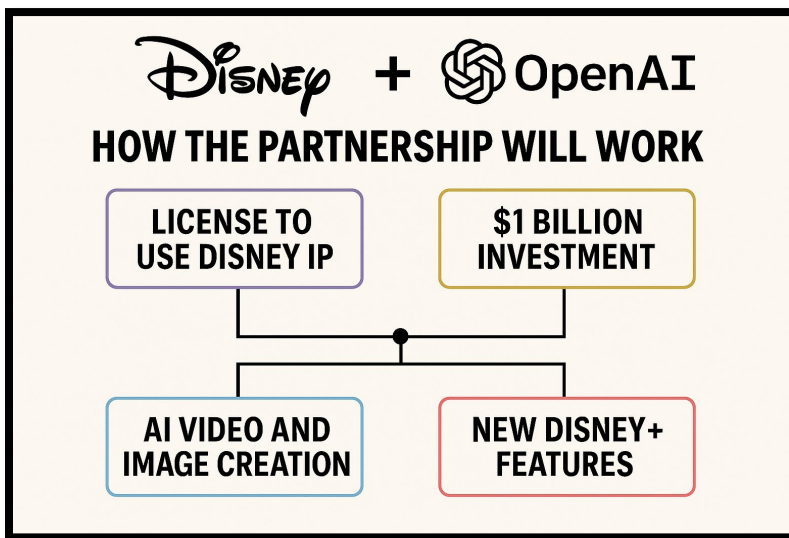 Disney + OpenAI
HOW THE PARTNERSHIP WILL WORK
LICENSE TO
USE DISNEY IP
$1 BILLION
INVESTMENT
AI VIDEO AND
IMAGE CREATION
NEW DISNEY+
FEATURES